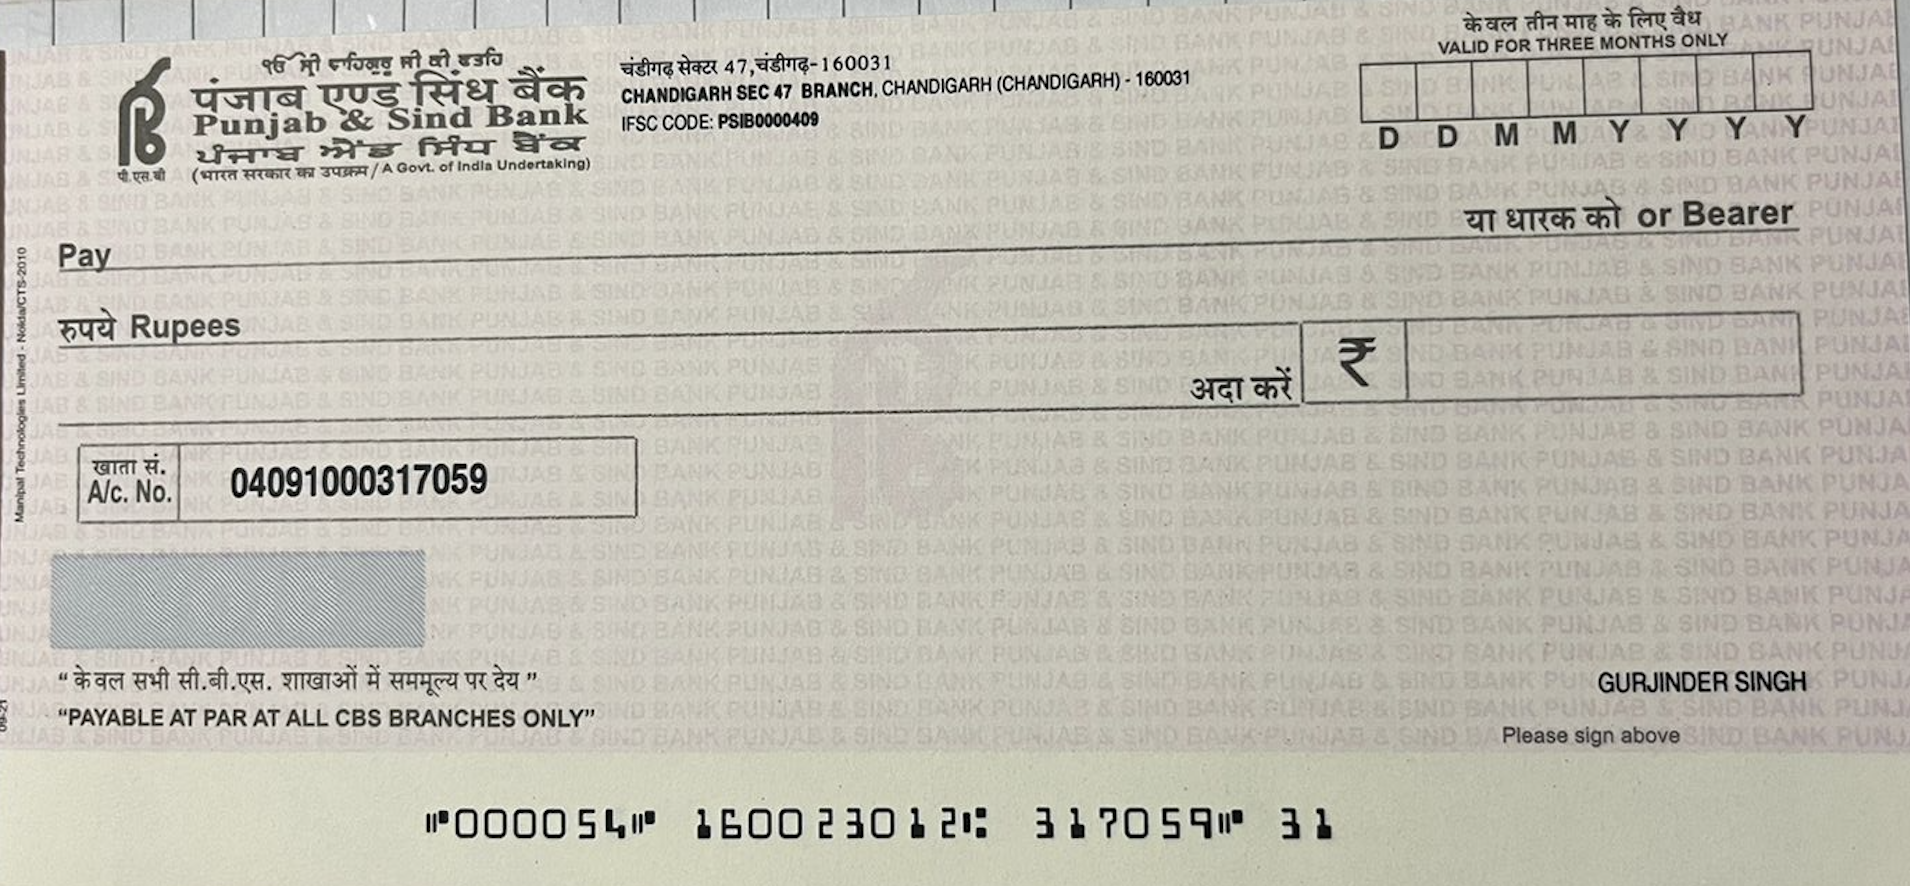 ੴ ਸ੍ਰੀ ਵਾਹਿਗੁਰੂ ਜੀ ਕੀ ਫਤਹਿ
पंजाब एण्ड सिंध बैंक
Punjab & Sind Bank
ਪੰਜਾਬ ਐਂਡ ਸਿੰਧ ਬੈਂਕ
पी.एस.बी (भारत सरकार का उपक्रम / A Govt. of India Undertaking)
चंडीगढ़ सेक्टर 47,चंडीगढ़-160031
CHANDIGARH SEC 47 BRANCH, CHANDIGARH (CHANDIGARH) - 160031
IFSC CODE: PSIB0000409
केवल तीन माह के लिए वैध
VALID FOR THREE MONTHS ONLY
D D M M Y Y Y Y
Pay या धारक को or Bearer
रुपये Rupees
अदा करें ₹
खाता सं.
A/c. No. 04091000317059
Manipal Technologies Limited - Noida/CTS-2010
“ केवल सभी सी.बी.एस. शाखाओं में सममूल्य पर देय ”
“PAYABLE AT PAR AT ALL CBS BRANCHES ONLY”
GURJINDER SINGH
Please sign above
⑈000054⑈ 160023012⑆ 317059⑈ 31